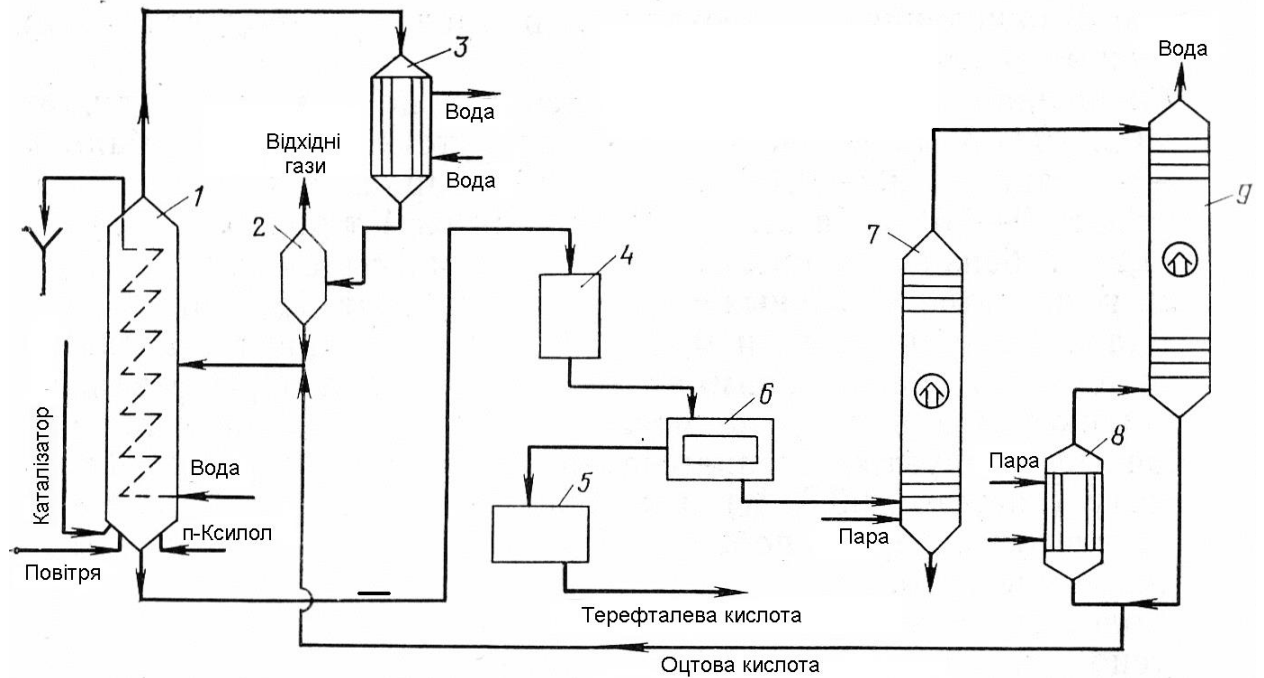 Вода
3
Вода
Відхідні
гази
Вода
1
2
9
7
4
Каталізатор
6
8
Вода
Пара
5
п-Ксилол
Пара
Повітря
Терефталева кислота
Оцтова кислота